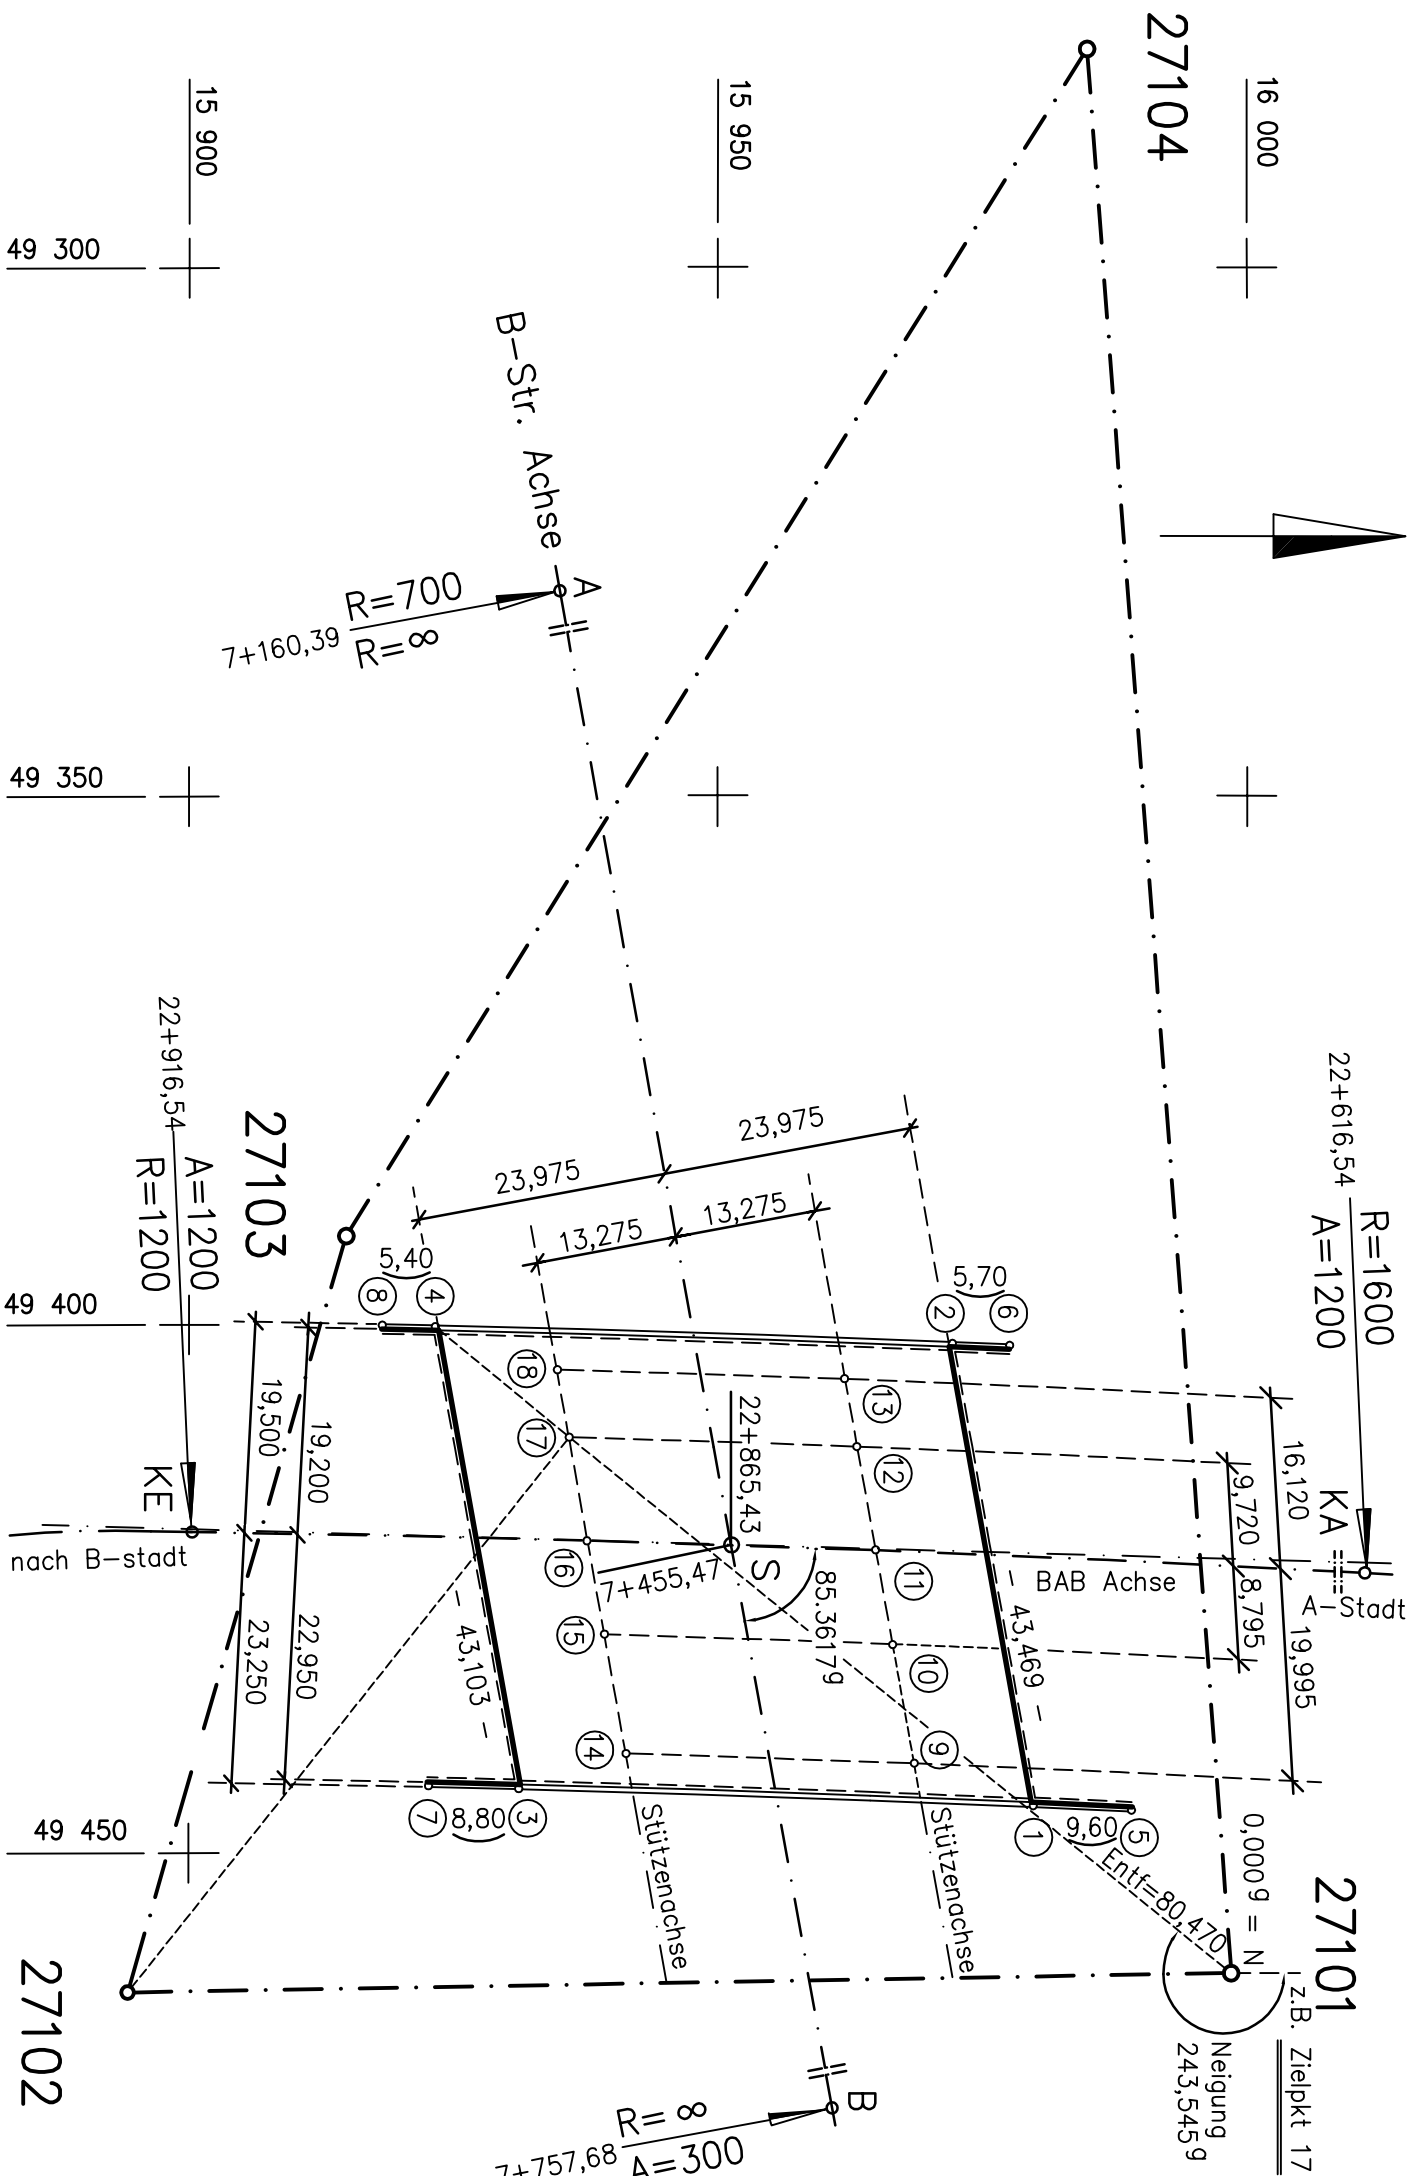 27104
16 000
15 950
15 900
49 300
B-Str. Achse
A
R=700
R=∞
7+160,39
49 350
22+916,54
A=1200
R=1200
27103
22+616,54
R=1600
A=1200
23,975
23,975
13,275
13,275
5,40
5,70
49 400
8
4
2
6
18
13
17
12
16
11
15
10
14
9
7
3
1
5
19,500
19,200
23,250
22,950
KE
nach B-stadt
22+865,43
S
7+455,47
85.3617g
16,120
9,720
8,795
19,995
KA
A-Stadt
BAB Achse
43,469
43,103
8,80
9,60
49 450
Stützenachse
Stützenachse
Entf=80,470
0,000g = N
27101
z.B. Zielpkt 17
Neigung
243,5459g
27102
B
R= ∞
A=300
7+757,68